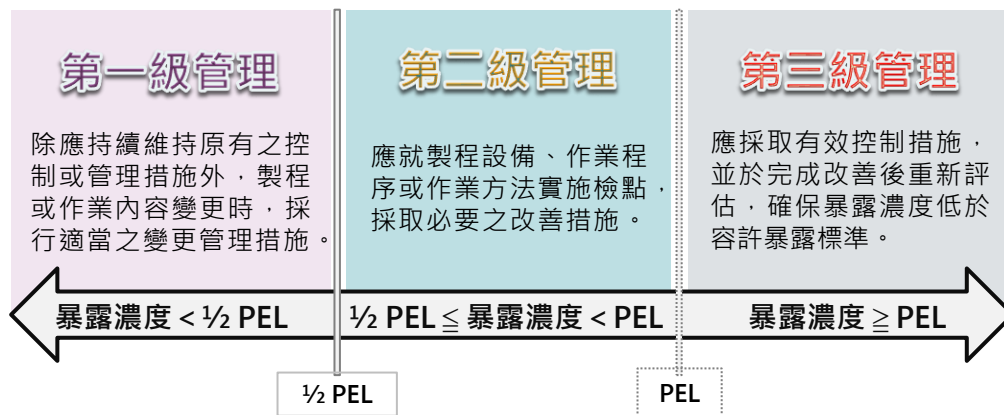 第一級管理
除應持續維持原有之控
制或管理措施外，製程
或作業內容變更時，採
行適當之變更管理措施。
第二級管理
應就製程設備、作業程
序或作業方法實施檢點，
採取必要之改善措施。
第三級管理
應採取有效控制措施，
並於完成改善後重新評
估，確保暴露濃度低於
容許暴露標準。
暴露濃度 < ½ PEL
½ PEL ≦ 暴露濃度 < PEL
暴露濃度 ≧ PEL
½ PEL
PEL